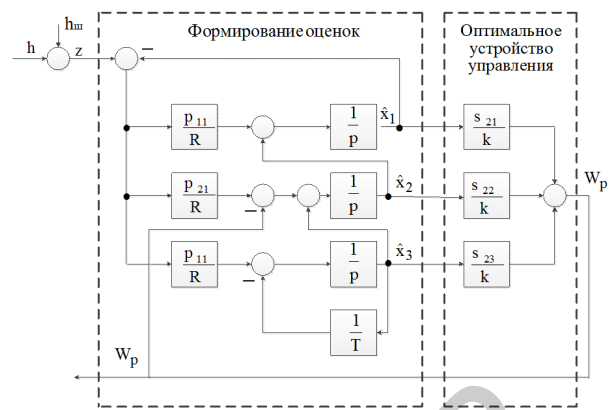 Формирование оценок
Оптимальное
устройство
управления
hш
h
z
−
p 11
R
1
p
x̂1
s 21
k
p 21
R
−
1
p
x̂2
s 22
k
Wp
p 11
R
−
1
p
x̂3
s 23
k
1
T
Wp